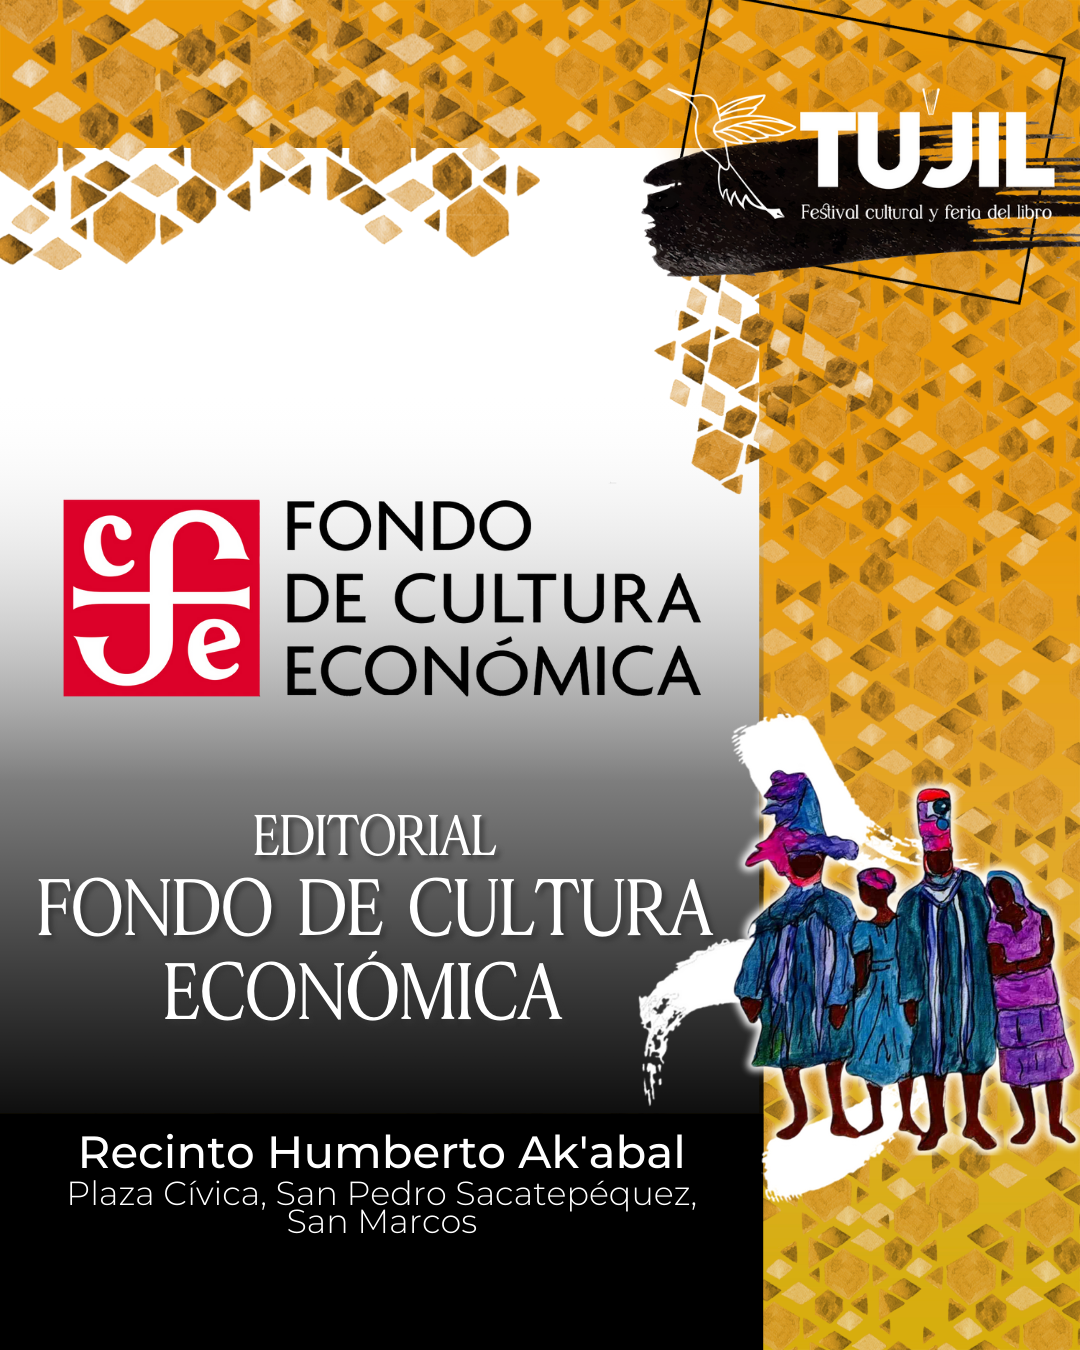 TUJIL
Festival cultural y feria del libro
cfe
FONDO
DE CULTURA
ECONÓMICA
EDITORIAL
FONDO DE CULTURA
ECONÓMICA
Recinto Humberto Ak'abal
Plaza Cívica, San Pedro Sacatepéquez,
San Marcos